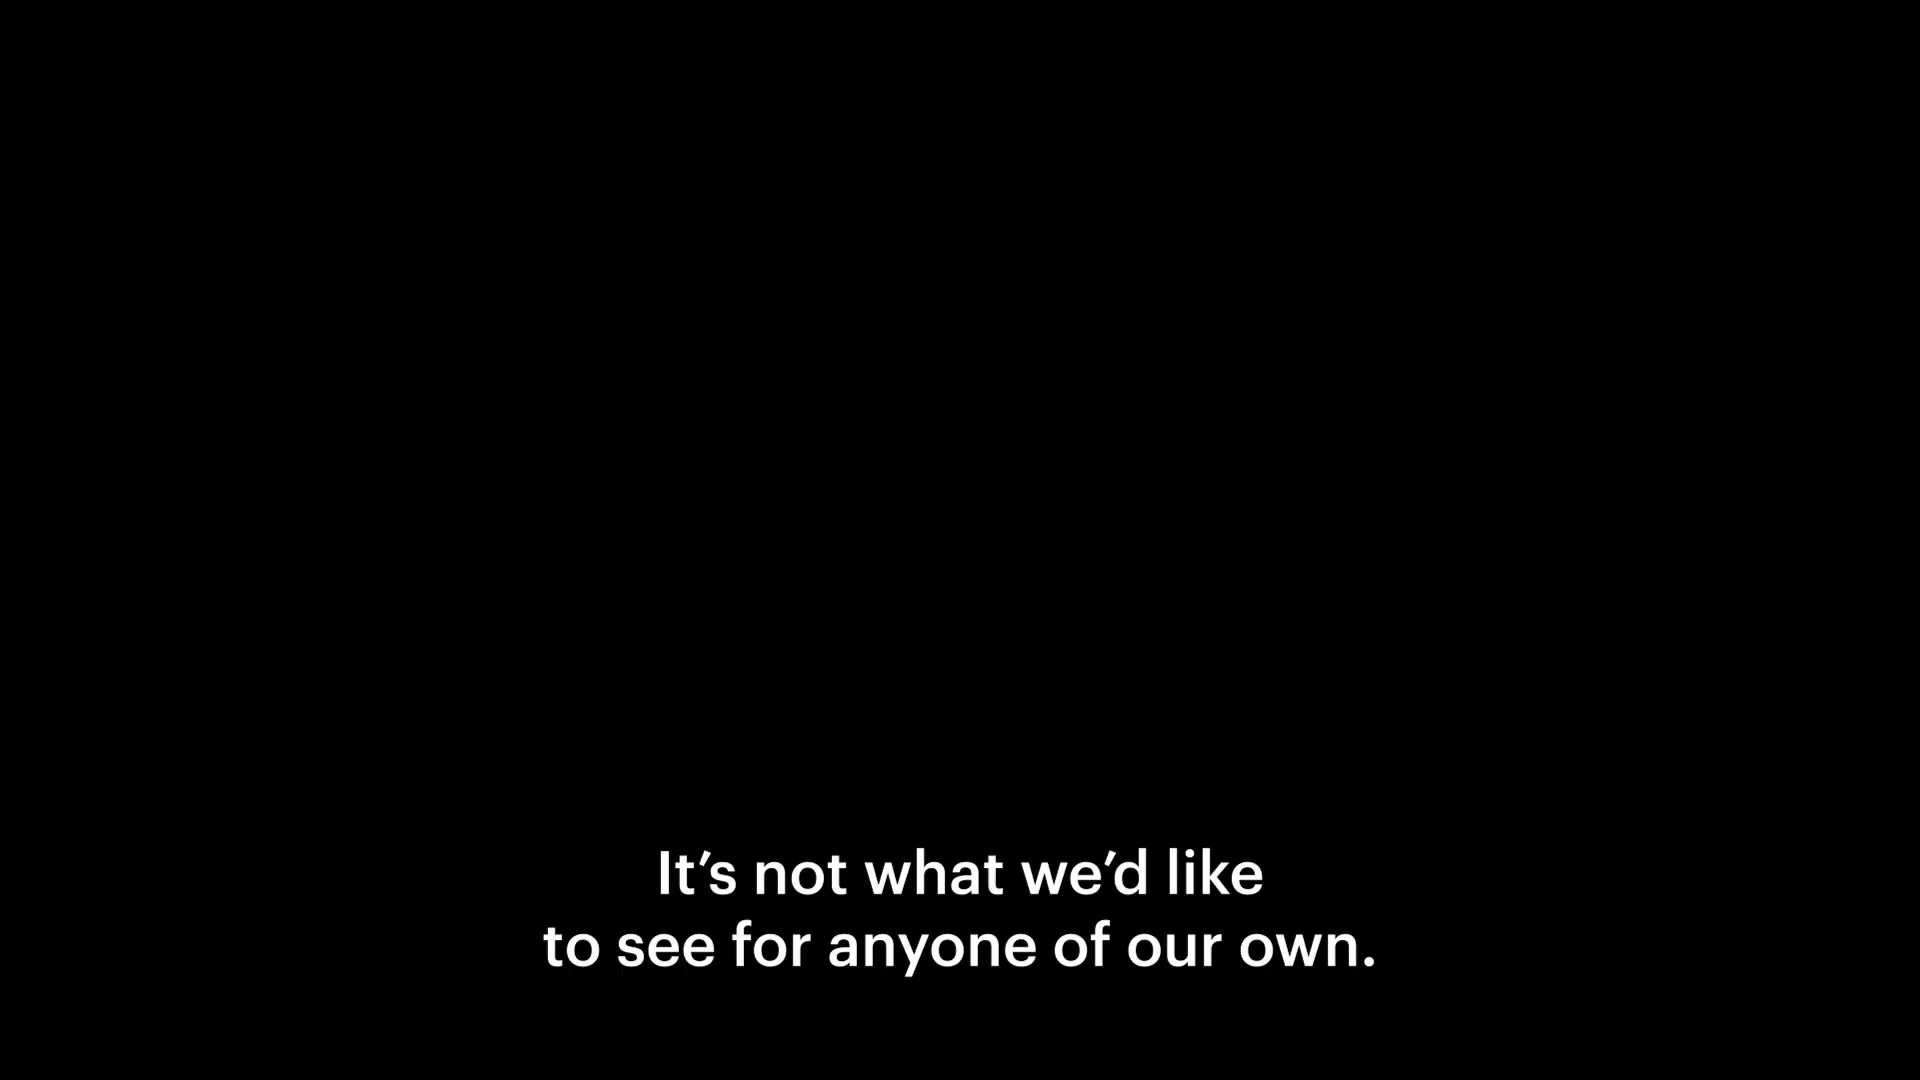 It’s not what we’d like
to see for anyone of our own.